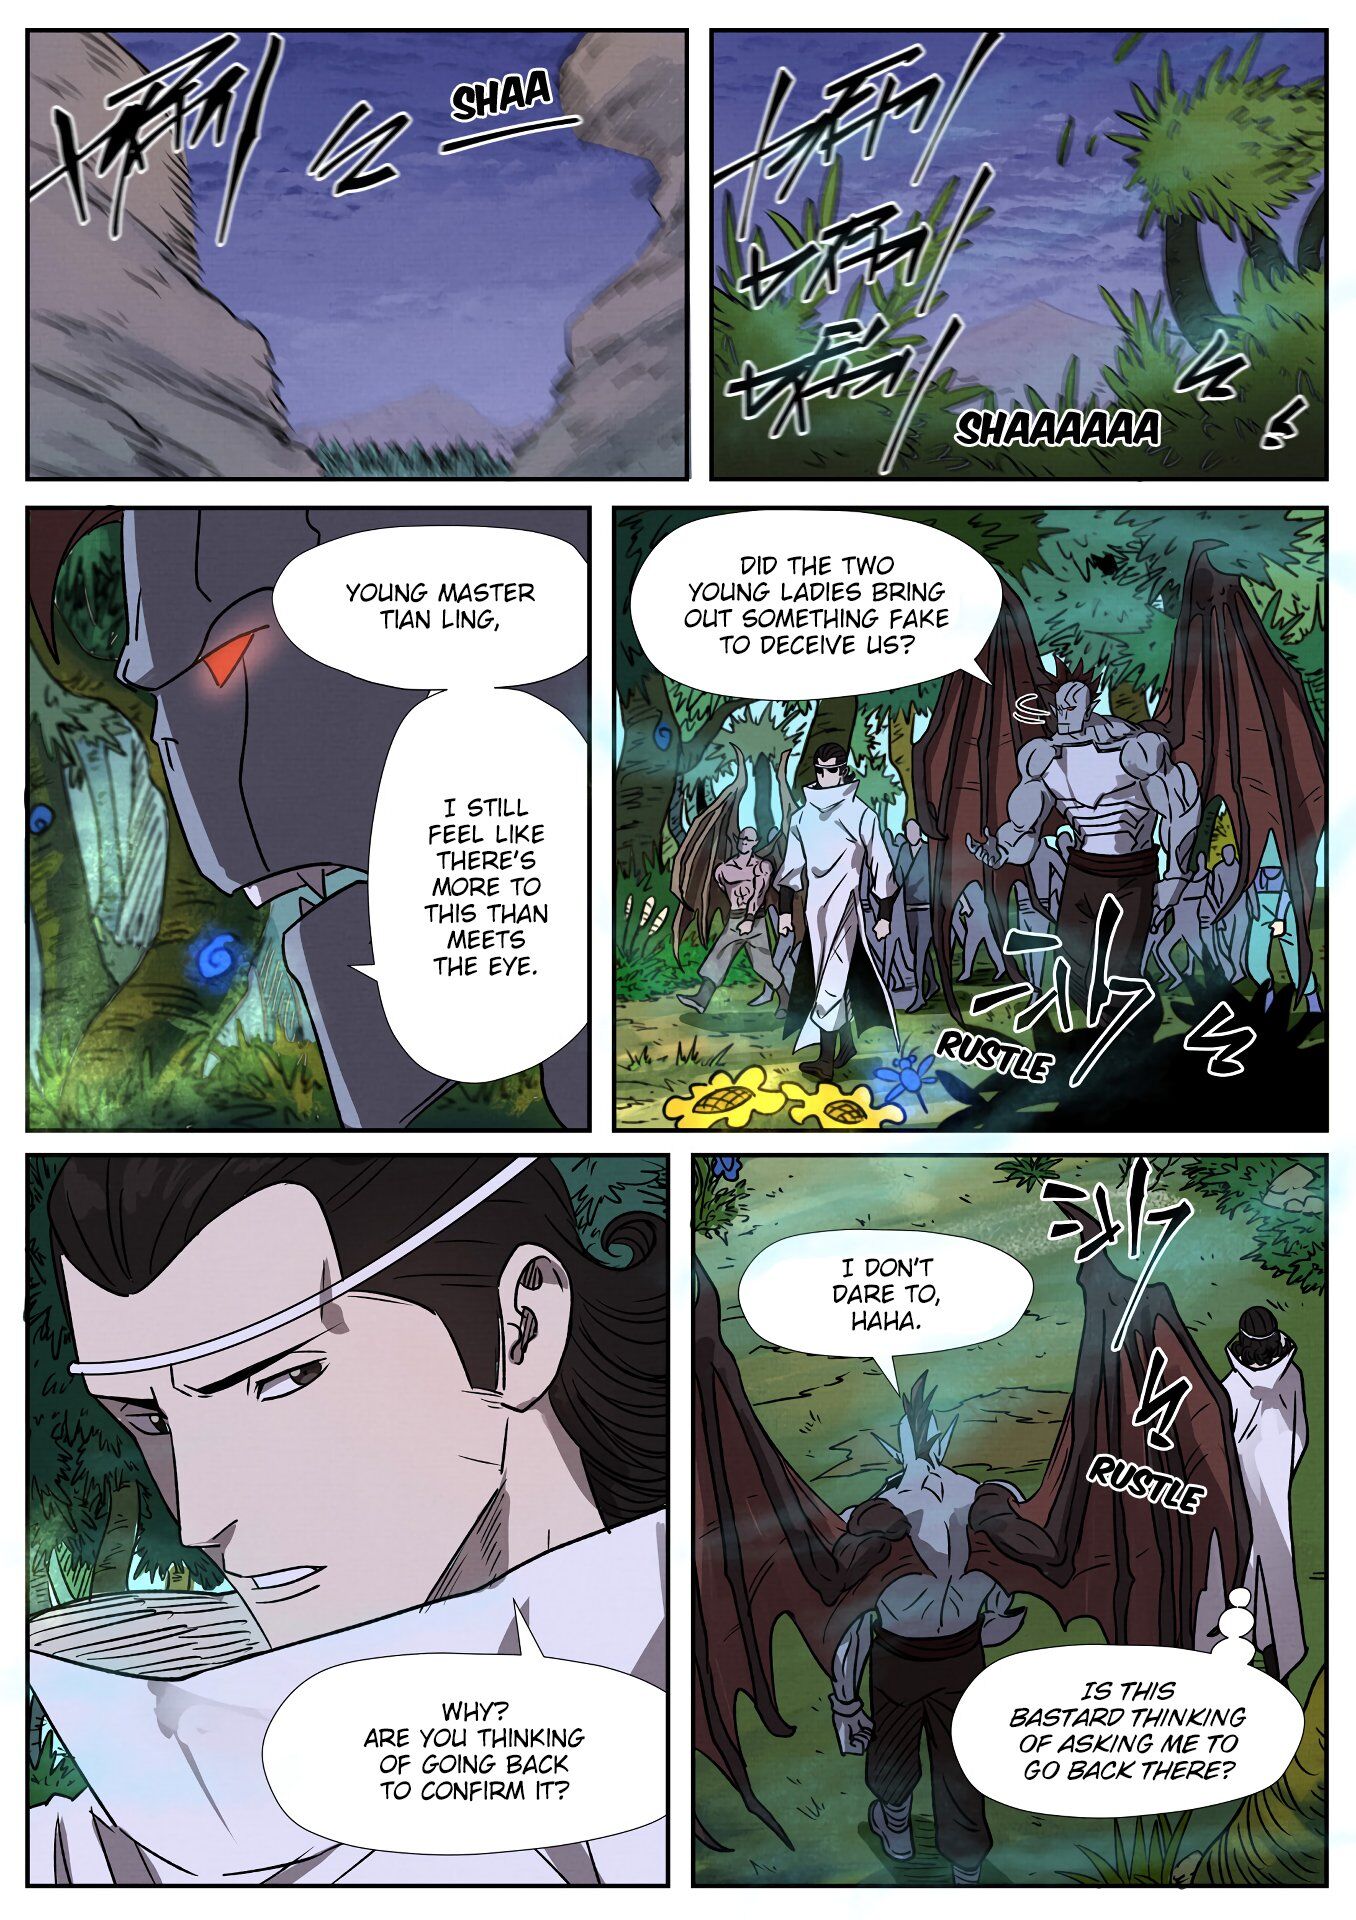 SHAA
SHAAAAAA
YOUNG MASTER
TIAN LING,
I STILL
FEEL LIKE
THERE'S
MORE TO
THIS THAN
MEETS
THE EYE.
DID THE TWO
YOUNG LADIES BRING
OUT SOMETHING FAKE
TO DECEIVE US?
RUSTLE
WHY?
ARE YOU THINKING
OF GOING BACK
TO CONFIRM IT?
I DON'T
DARE TO,
HAHA.
RUSTLE
IS THIS
BASTARD THINKING
OF ASKING ME TO
GO BACK THERE?